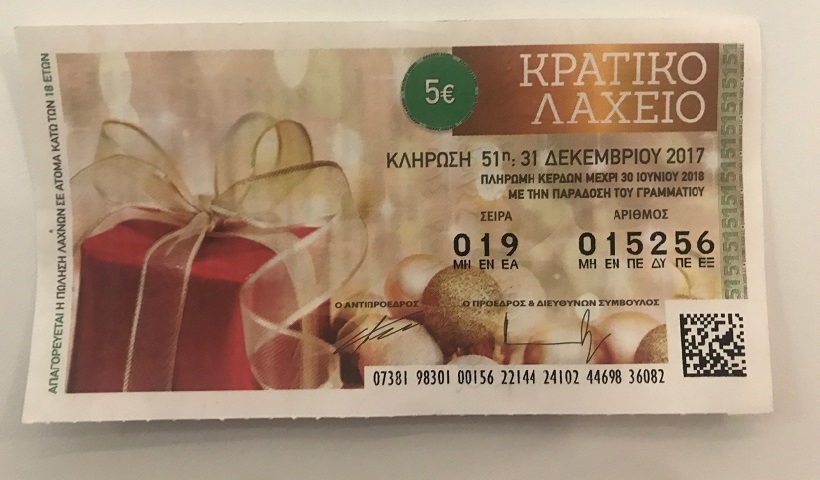 ΑΠΑΓΟΡΕΥΕΤΑΙ Η ΠΩΛΗΣΗ ΛΑΧΝΩΝ ΣΕ ΑΤΟΜΑ ΚΑΤΩ ΤΩΝ 18 ΕΤΩΝ
5€
ΚΡΑΤΙΚΟ
ΛΑΧΕΙΟ
ΚΛΗΡΩΣΗ 51η: 31 ΔΕΚΕΜΒΡΙΟΥ 2017
ΠΛΗΡΩΜΗ ΚΕΡΔΩΝ ΜΕΧΡΙ 30 ΙΟΥΝΙΟΥ 2018
ΜΕ ΤΗΝ ΠΑΡΑΔΟΣΗ ΤΟΥ ΓΡΑΜΜΑΤΙΟΥ
ΣΕΙΡΑ ΑΡΙΘΜΟΣ
019 015256
ΜΗ ΕΝ ΕΑ ΜΗ ΕΝ ΠΕ ΔΥ ΠΕ ΕΞ
Ο ΑΝΤΙΠΡΟΕΔΡΟΣ Ο ΠΡΟΕΔΡΟΣ & ΔΙΕΥΘΥΝΩΝ ΣΥΜΒΟΥΛΟΣ
07381 98301 00156 22144 24102 44698 36082